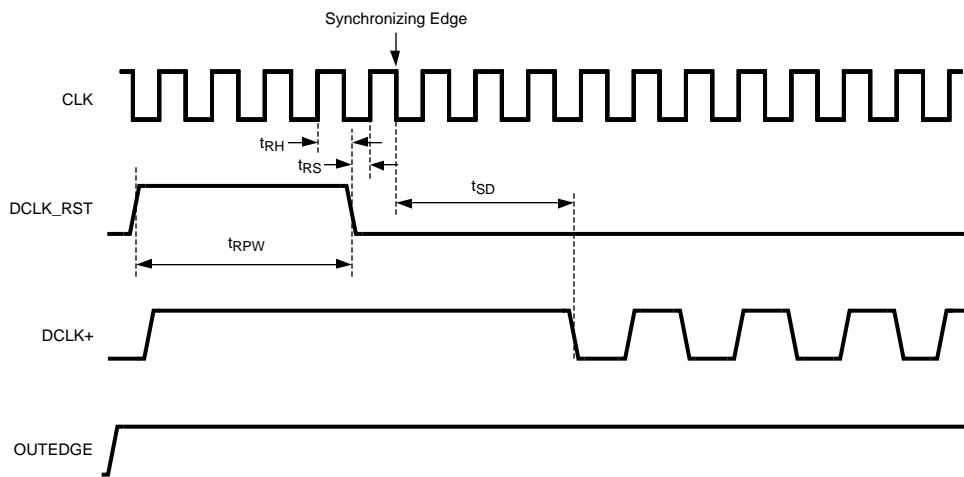 Synchronizing Edge
CLK
tRH
tRS
tSD
DCLK_RST
tRPW
DCLK+
OUTEDGE